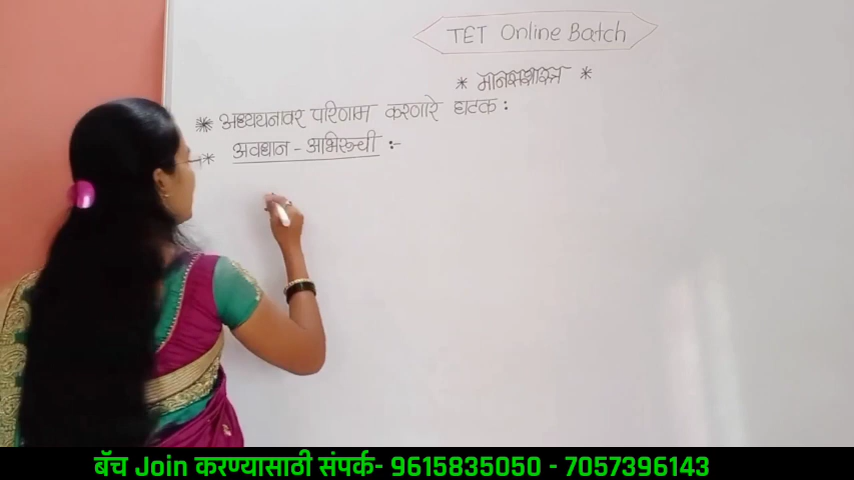 TET Online Batch
* मानसशास्त्र *
* अध्ययनावर परिणाम करणारे घटक :
* अवधान - अभिरूची :-
बॅच Join करण्यासाठी संपर्क- 9615835050 - 7057396143